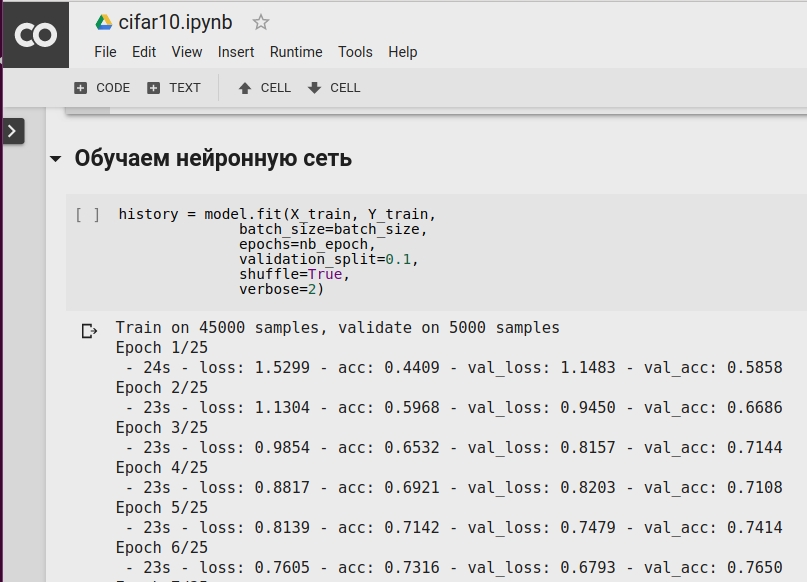 CO cifar10.ipynb
File Edit View Insert Runtime Tools Help
CODE TEXT CELL CELL
Обучаем нейронную сеть
[ ] history = model.fit(X_train, Y_train,
batch_size=batch_size,
epochs=nb_epoch,
validation_split=0.1,
shuffle=True,
verbose=2)
Train on 45000 samples, validate on 5000 samples
Epoch 1/25
- 24s - loss: 1.5299 - acc: 0.4409 - val_loss: 1.1483 - val_acc: 0.5858
Epoch 2/25
- 23s - loss: 1.1304 - acc: 0.5968 - val_loss: 0.9450 - val_acc: 0.6686
Epoch 3/25
- 23s - loss: 0.9854 - acc: 0.6532 - val_loss: 0.8157 - val_acc: 0.7144
Epoch 4/25
- 23s - loss: 0.8817 - acc: 0.6921 - val_loss: 0.8203 - val_acc: 0.7108
Epoch 5/25
- 23s - loss: 0.8139 - acc: 0.7142 - val_loss: 0.7479 - val_acc: 0.7414
Epoch 6/25
- 23s - loss: 0.7605 - acc: 0.7316 - val_loss: 0.6793 - val_acc: 0.7650